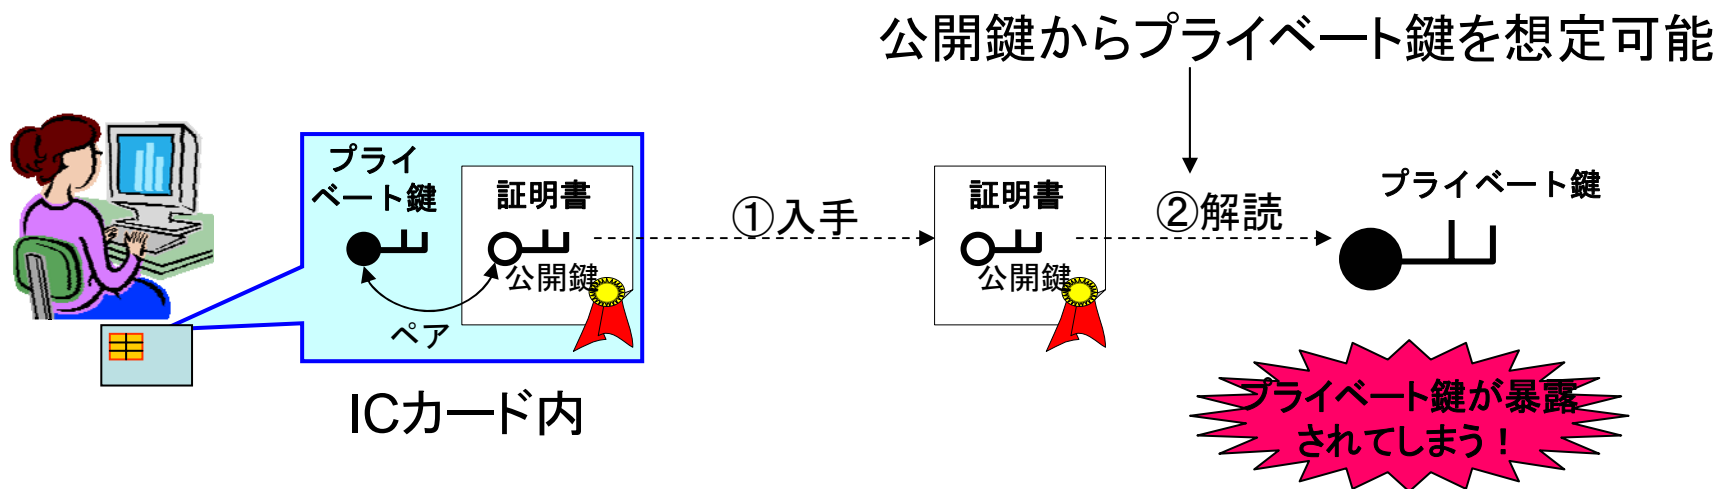 公開鍵からプライベート鍵を想定可能
プライ
ベート鍵
証明書
公開鍵
ペア
ICカード内
①入手
証明書
公開鍵
②解読
プライベート鍵
プライベート鍵が暴露
されてしまう！